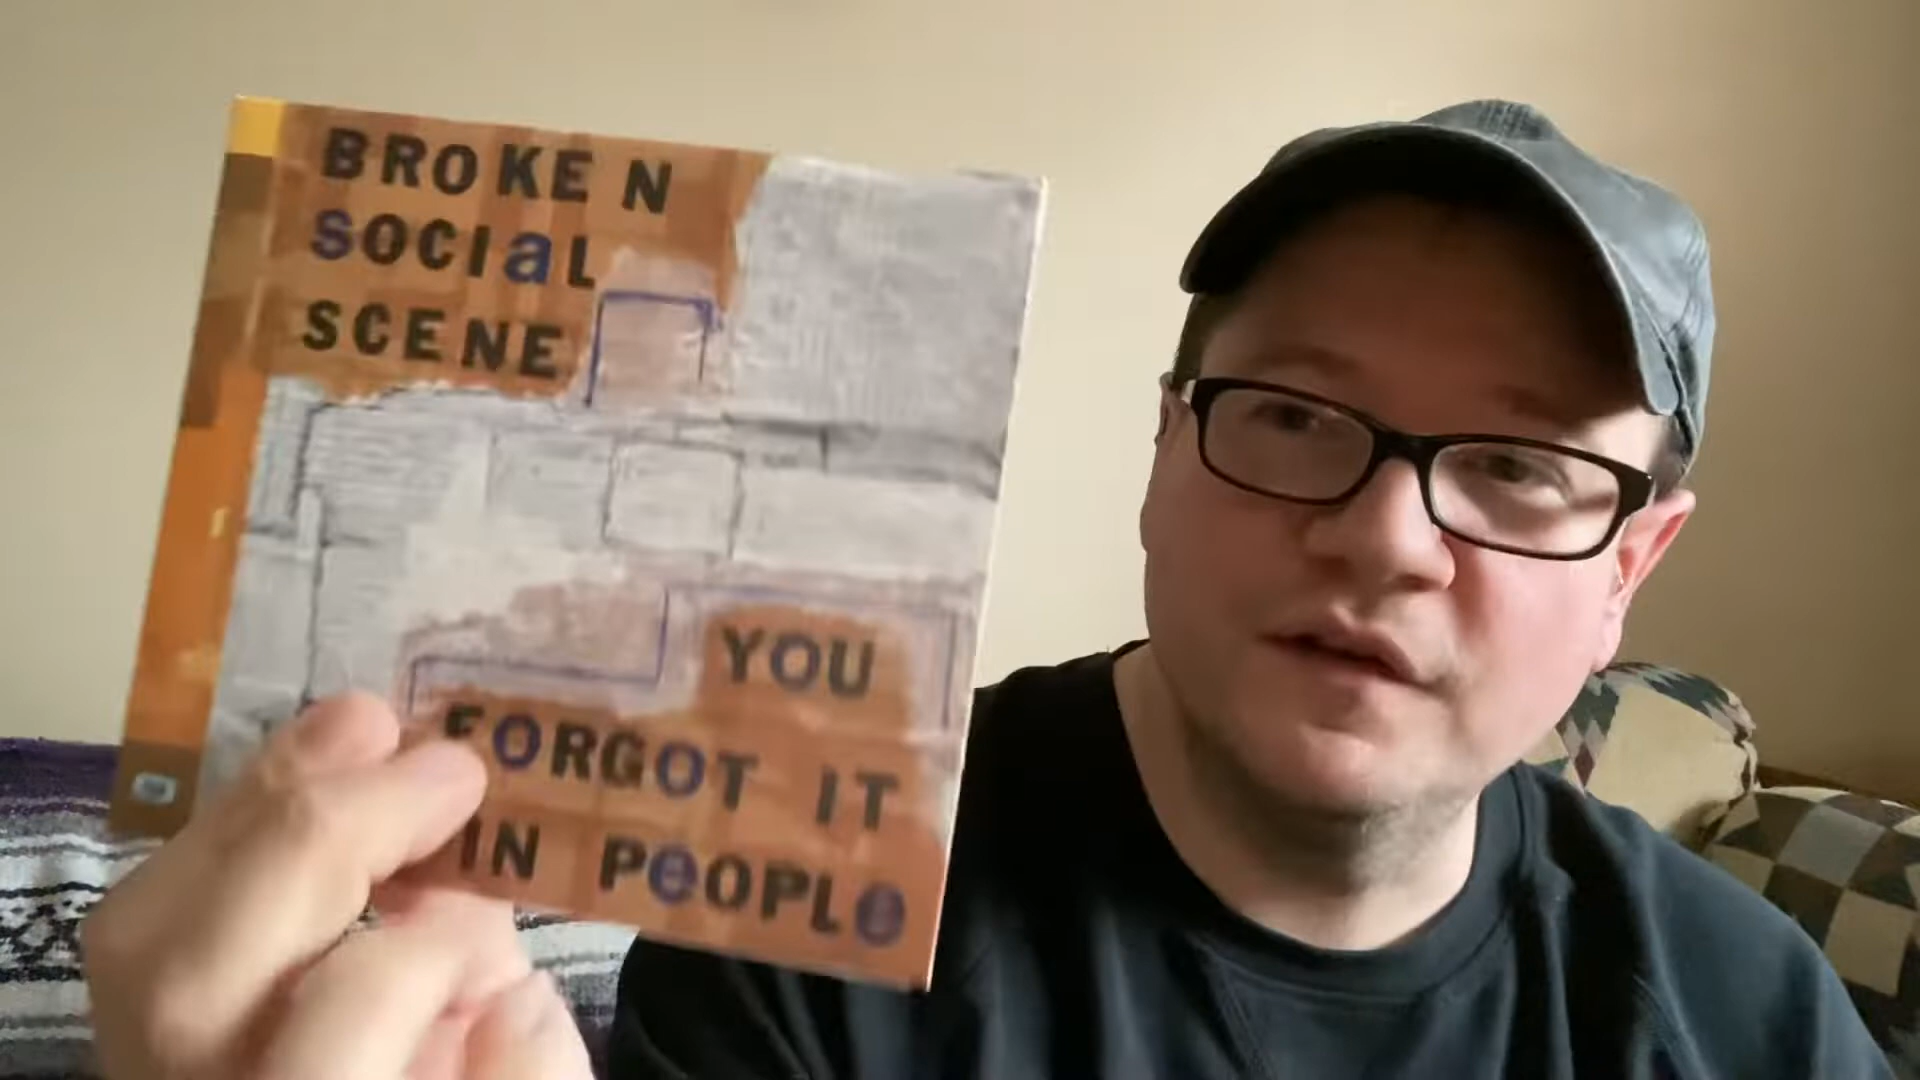 BROKEN
SOCIaL
SCENE
YOU
FORGOT IT
IN PeOPLe